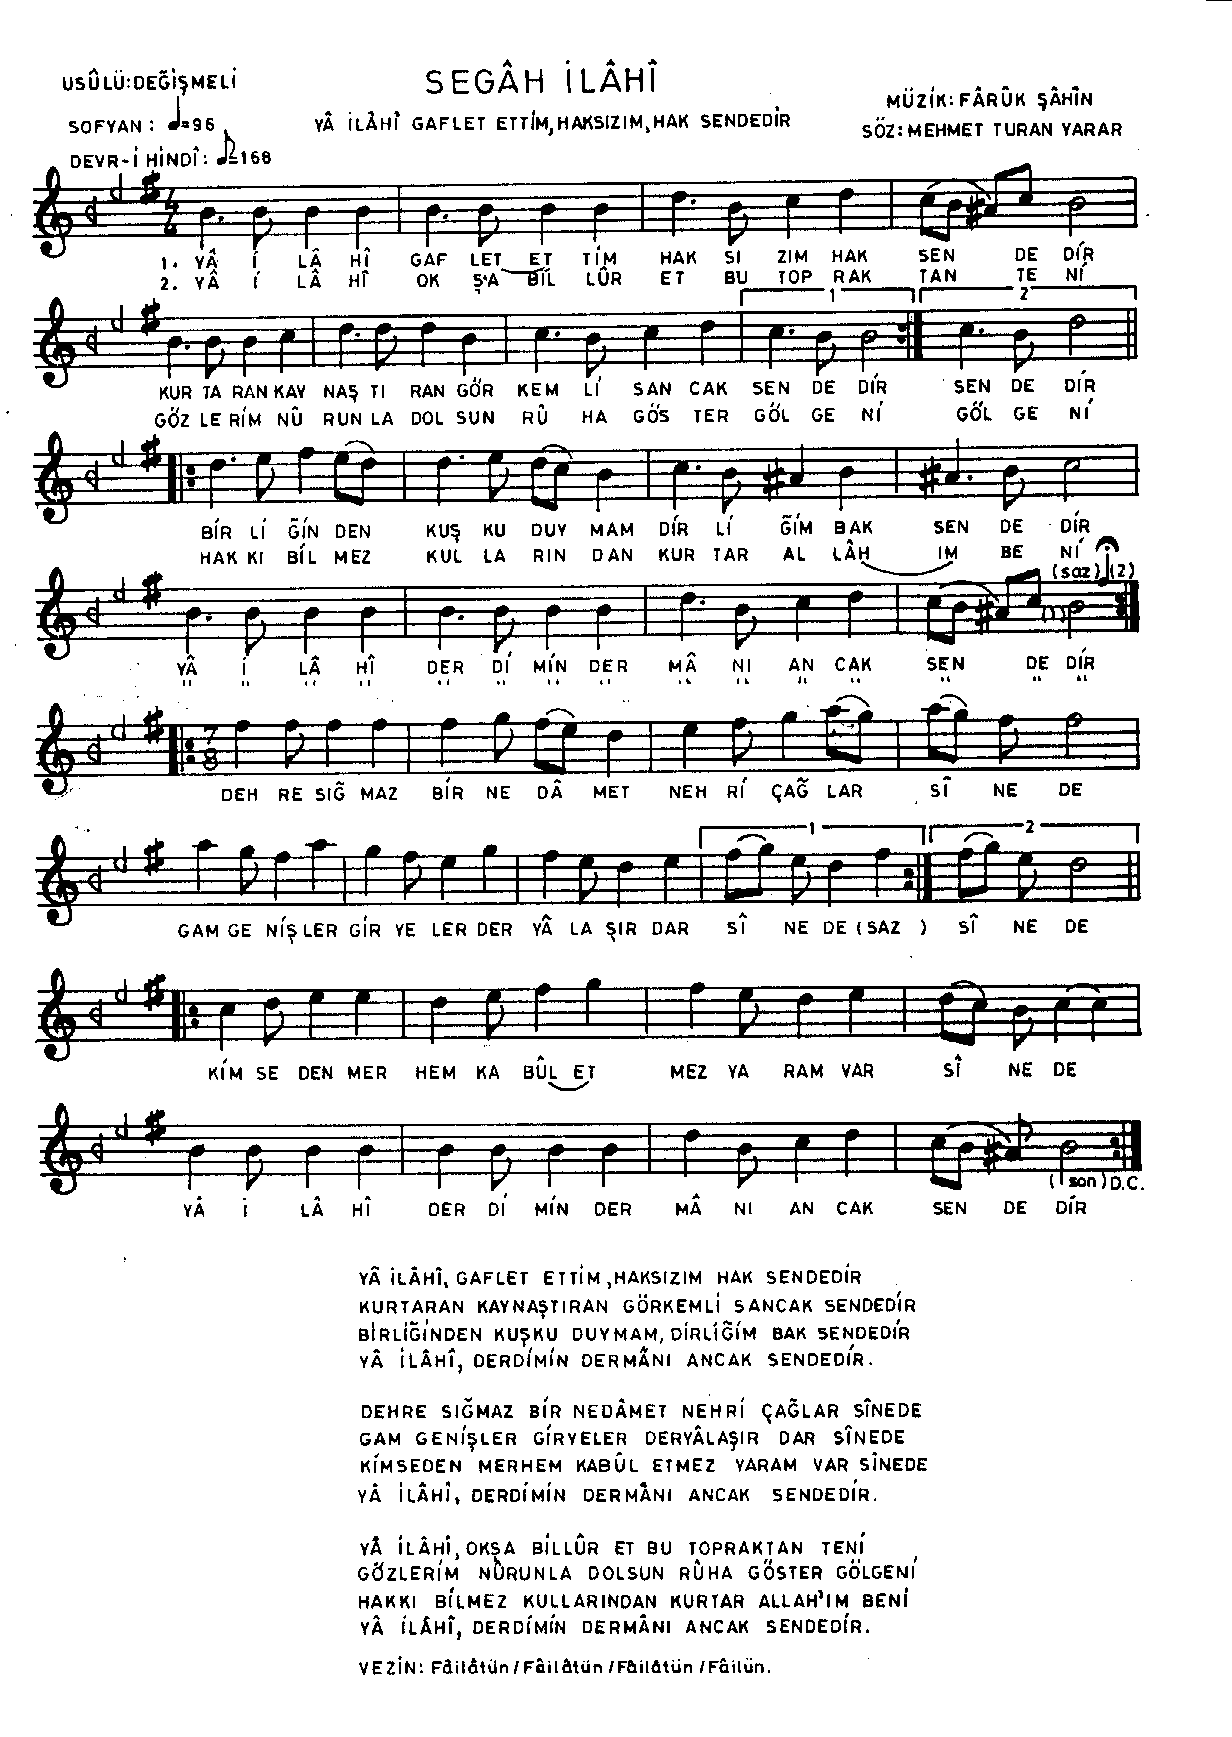 USÛLÜ:DEĞİŞMELİ
SEGÂH İLÂHÎ
MÜZİK: FÂRÛK ŞÂHİN
SOFYAN : ♩=96
YÂ İLÂHÎ GAFLET ETTİM, HAKSIZIM, HAK SENDEDİR
SÖZ: MEHMET TURAN YARAR
DEVR-İ HİNDÎ : ♪=168
4/4
1. YÂ İ LÂ HÎ GAF LET ET TİM HAK SI ZIM HAK SEN DE DİR
2. YÂ İ LÂ HÎ OK Ş'A BİL LÛR ET BU TOP RAK TAN TE Nİ
1 2
KUR TA RAN KAY NAŞ TI RAN GÖR KEM Lİ SAN CAK SEN DE DİR SEN DE DİR
GÖZ LE RİM NÛ RUN LA DOL SUN RÛ HA GÖS TER GÖL GE Nİ GÖL GE Nİ
BİR Lİ ĞİN DEN KUŞ KU DUY MAM DİR Lİ ĞİM BAK SEN DE DİR
HAK KI BİL MEZ KUL LA RIN DAN KUR TAR AL LÂH IM BE Nİ
(saz) (2)
YÂ İ LÂ HÎ DER Dİ MİN DER MÂ NI AN CAK SEN DE DİR
" " " " " " " " " " " " " " "
7/8
DEH RE SIĞ MAZ BİR NE DÂ MET NEH Rİ ÇAĞ LAR SÎ NE DE
1 2
GAM GE NİŞ LER GİR YE LER DER YÂ LA ŞIR DAR SÎ NE DE (SAZ ) SÎ NE DE
KİM SE DEN MER HEM KA BÛL ET MEZ YA RAM VAR SÎ NE DE
(son) D.C.
YÂ İ LÂ HÎ DER Dİ MİN DER MÂ NI AN CAK SEN DE DİR
YÂ İLÂHÎ, GAFLET ETTİM, HAKSIZIM HAK SENDEDİR
KURTARAN KAYNAŞTIRAN GÖRKEMLİ SANCAK SENDEDİR
BİRLİĞİNDEN KUŞKU DUYMAM, DİRLİĞİM BAK SENDEDİR
YÂ İLÂHÎ, DERDİMİN DERMÂNI ANCAK SENDEDİR.
DEHRE SIĞMAZ BİR NEDÂMET NEHRİ ÇAĞLAR SÎNEDE
GAM GENİŞLER GİRYELER DERYÂLAŞIR DAR SÎNEDE
KİMSEDEN MERHEM KABÛL ETMEZ YARAM VAR SÎNEDE
YÂ İLÂHÎ, DERDİMİN DERMÂNI ANCAK SENDEDİR.
YÂ İLÂHÎ, OKŞA BİLLÛR ET BU TOPRAKTAN TENİ
GÖZLERİM NÛRUNLA DOLSUN RÛHA GÖSTER GÖLGENİ
HAKKI BİLMEZ KULLARINDAN KURTAR ALLAH'IM BENİ
YÂ İLÂHÎ, DERDİMİN DERMÂNI ANCAK SENDEDİR.
VEZİN: Fâilâtün / Fâilâtün / Fâilâtün / Fâilün.